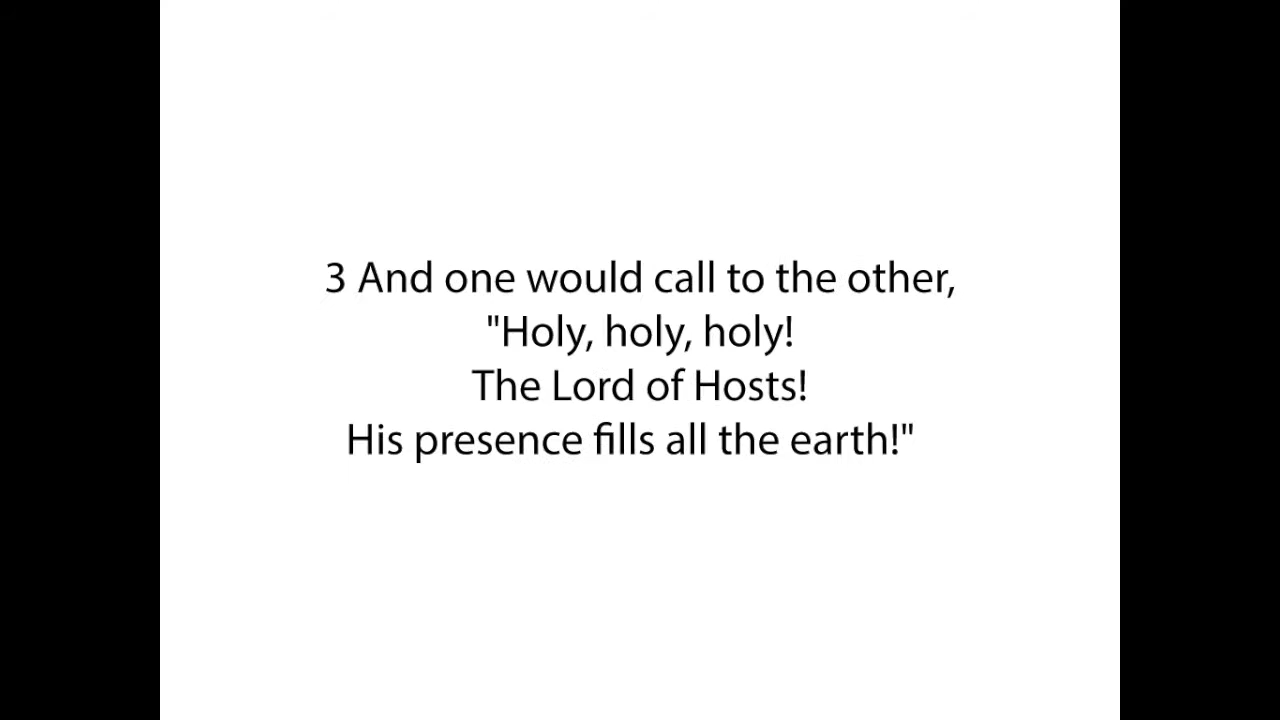 3 And one would call to the other,
"Holy, holy, holy!
The Lord of Hosts!
His presence fills all the earth!"